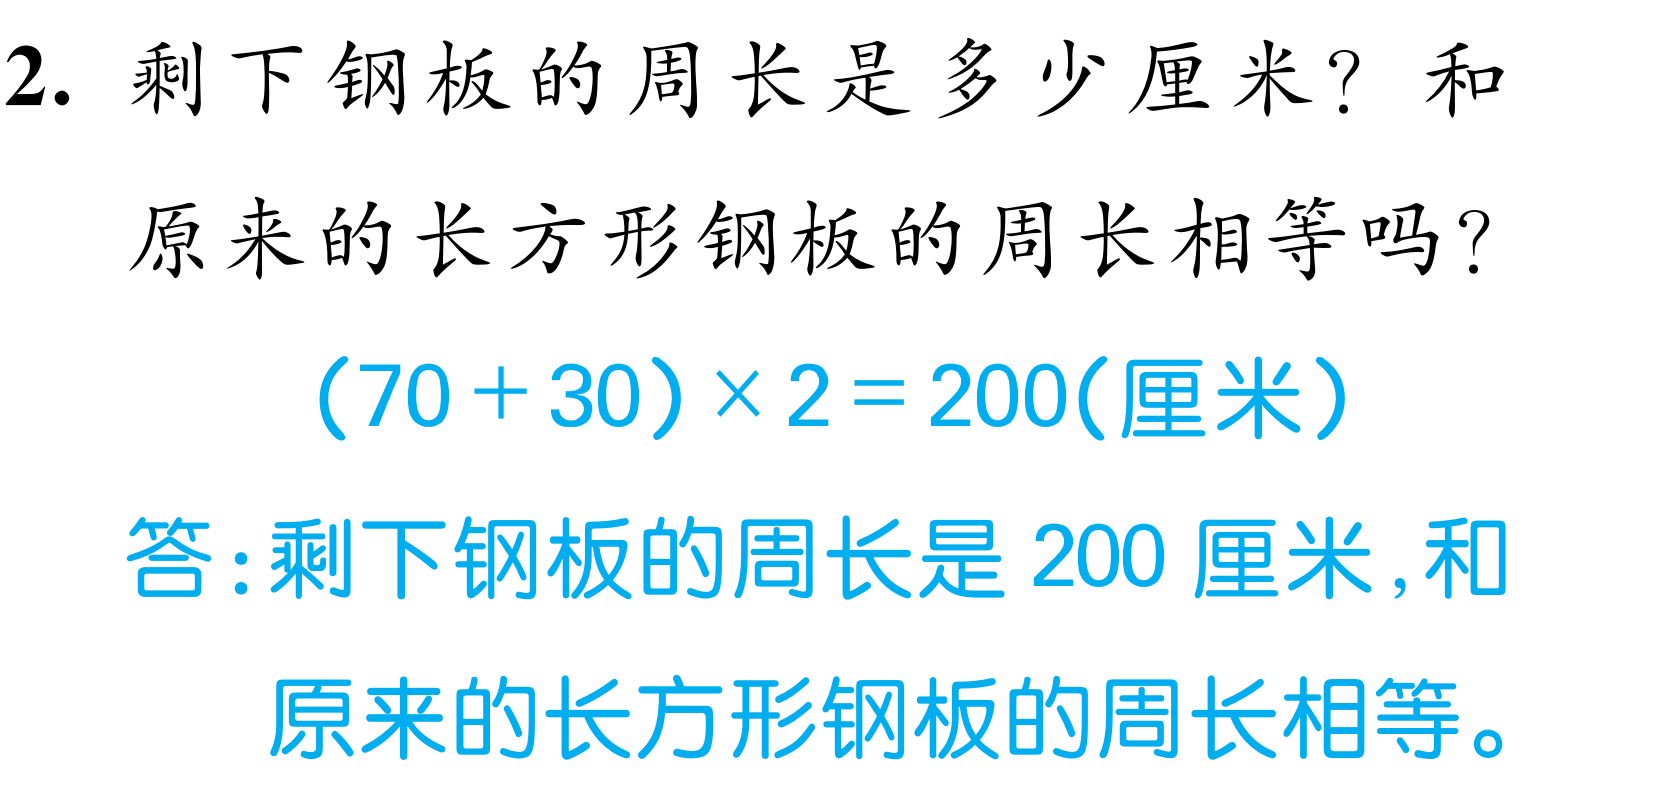 2. 剩下钢板的周长是多少厘米？和
原来的长方形钢板的周长相等吗？
(70＋30)×2＝200(厘米)
答:剩下钢板的周长是 200 厘米,和
原来的长方形钢板的周长相等。